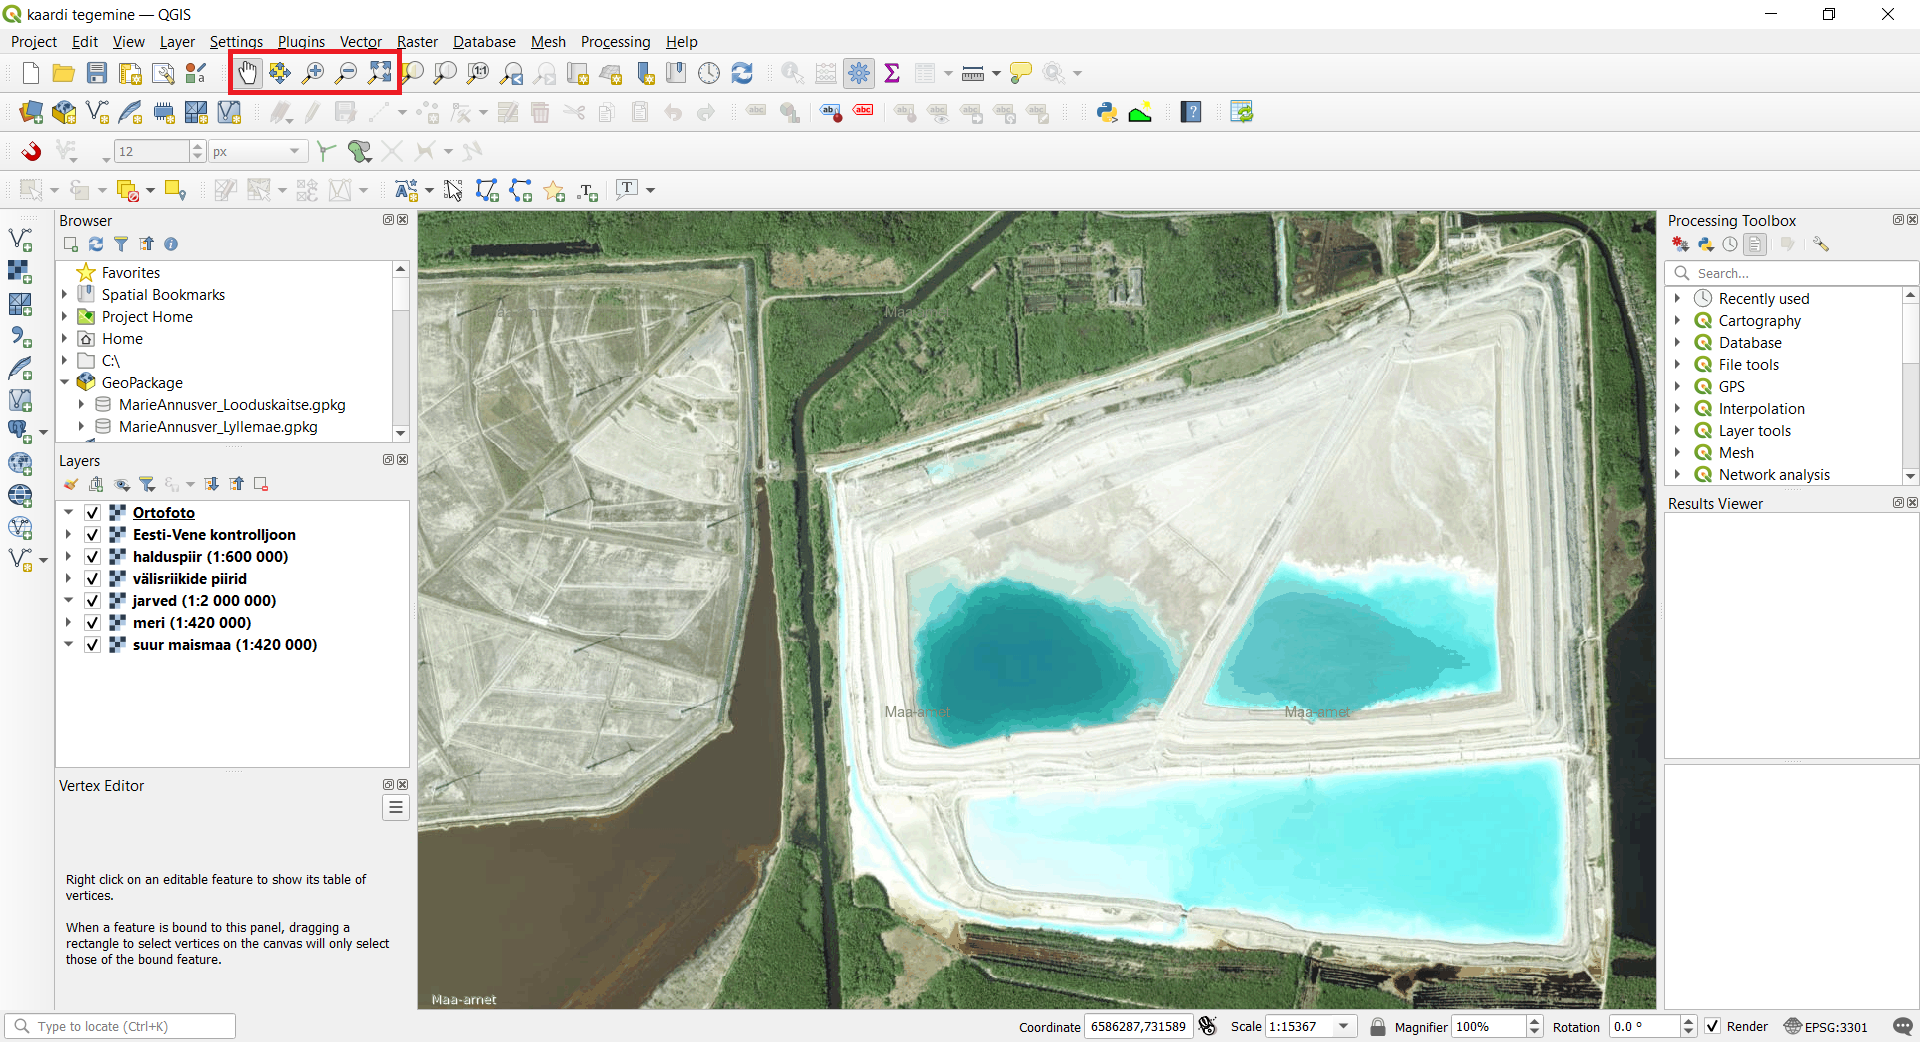 kaardi tegemine — QGIS
Project Edit View Layer Settings Plugins Vector Raster Database Mesh Processing Help
1:1
a
12 px
abc ab abc
T T
Browser
Favorites
Spatial Bookmarks
Project Home
Home
C:\
GeoPackage
MarieAnnusver_Looduskaitse.gpkg
MarieAnnusver_Lyllemae.gpkg
Layers
Ortofoto
Eesti-Vene kontrolljoon
halduspiir (1:600 000)
välisriikide piirid
jarved (1:2 000 000)
meri (1:420 000)
suur maismaa (1:420 000)
Vertex Editor
Right click on an editable feature to show its table of
vertices.
When a feature is bound to this panel, dragging a
rectangle to select vertices on the canvas will only select
those of the bound feature.
Maa-amet
Maa-amet
Maa-amet
Maa-amet
Processing Toolbox
Search...
Recently used
Cartography
Database
File tools
GPS
Interpolation
Layer tools
Mesh
Network analysis
Results Viewer
Type to locate (Ctrl+K)
Coordinate 6586287,731589 Scale 1:15367 Magnifier 100% Rotation 0.0 ° Render EPSG:3301